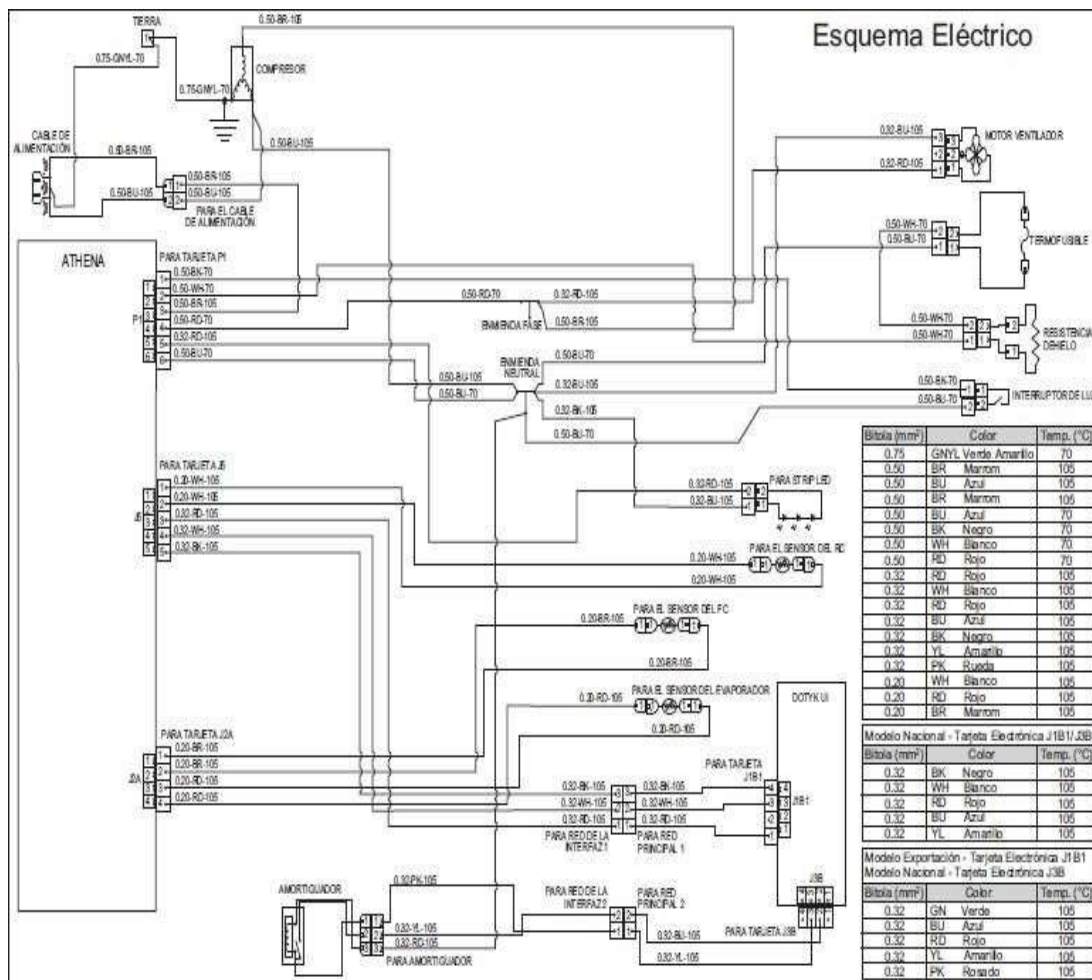 Esquema Eléctrico
TIERRA
1
0.50-BR-105
0.75-GNYL-70
COMPRESOR
0.75-GNYL-70
CABLE DE
ALIMENTACIÓN
0.50-BR-105
0.50-BU-105
0.50-BR-105
0.50-BU-105
PARA EL CABLE
DE ALIMENTACIÓN
0.50-BU-105
0.32-BU-105
0.32-RD-105
MOTOR VENTILADOR
0.50-WH-70
0.50-BU-70
TERMOFUSIBLE
ATHENA
PARA TARJETA P1
P1
0.50-BK-70
0.50-WH-70
0.50-BR-105
0.50-RD-70
0.32-RD-105
0.50-BU-70
0.50-RD-70
0.32-RD-105
ENMIENDA FASE
0.50-BR-105
0.50-WH-70
0.50-WH-70
RESISTENCIA
DEHIELO
ENMIENDA
NEUTRAL
0.50-BU-70
0.50-BU-105
0.50-BU-70
0.32-BU-105
0.32-BK-105
0.50-BU-70
0.50-BK-70
0.50-BU-70
INTERRUPTOR DE LUZ
PARA TARJETA J5
J5
0.20-WH-105
0.20-WH-105
0.32-RD-105
0.32-WH-105
0.32-BK-105
0.32-RD-105
0.32-BU-105
PARA STRIP LED
PARA EL SENSOR DEL RC
0.20-WH-105
0.20-WH-105
PARA EL SENSOR DEL FC
0.20-BR-105
0.20-BR-105
PARA EL SENSOR DEL EVAPORADOR
0.20-RD-105
0.20-RD-105
DOTYK UI
PARA TARJETA J2A
J2A
0.20-BR-105
0.20-BR-105
0.20-RD-105
0.20-RD-105
PARA TARJETA
J1B1
J1B1
0.32-BK-105
0.32-WH-105
0.32-RD-105
0.32-BK-105
0.32-WH-105
0.32-RD-105
PARA RED DE LA
INTERFAZ 1
PARA RED
PRINCIPAL 1
J3B
AMORTIGUADOR
0.32-PK-105
0.32-YL-105
0.32-RD-105
PARA AMORTIGUADOR
PARA RED DE LA
INTERFAZ 2
PARA RED
PRINCIPAL 2
PARA TARJETA J3B
0.32-BU-105
0.32-YL-105
Bitola (mm²) Color Temp. (°C)
0.75 GNYL Verde Amarillo 70
0.50 BR Marrom 105
0.50 BU Azul 105
0.50 BR Marrom 105
0.50 BU Azul 70
0.50 BK Negro 70
0.50 WH Blanco 70
0.50 RD Rojo 70
0.32 RD Rojo 105
0.32 WH Blanco 105
0.32 RD Rojo 105
0.32 BU Azul 105
0.32 BK Negro 105
0.32 YL Amarillo 105
0.32 PK Rueda 105
0.20 WH Blanco 105
0.20 RD Rojo 105
0.20 BR Marrom 105
Modelo Nacional - Tarjeta Electrónica J1B1/J3B
Bitola (mm²) Color Temp. (°C)
0.32 BK Negro 105
0.32 WH Blanco 105
0.32 RD Rojo 105
0.32 BU Azul 105
0.32 YL Amarillo 105
Modelo Exportación - Tarjeta Electrónica J1B1
Modelo Nacional - Tarjeta Electrónica J3B
Bitola (mm²) Color Temp. (°C)
0.32 GN Verde 105
0.32 BU Azul 105
0.32 RD Rojo 105
0.32 YL Amarillo 105
0.32 PK Rosado 105